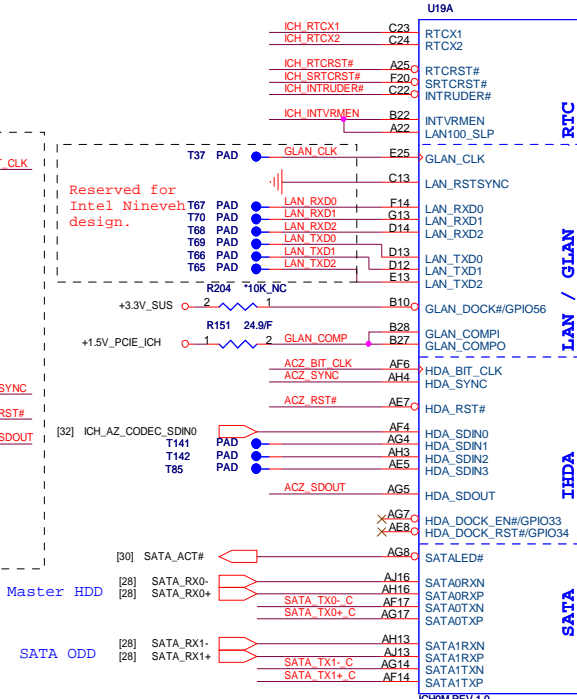 U19A
ICH_RTCX1 C23 RTCX1
ICH_RTCX2 C24 RTCX2
ICH_RTCRST# A25 RTCRST#
ICH_SRTCRST# F20 SRTCRST#
ICH_INTRUDER# C22 INTRUDER#
ICH_INTVRMEN B22 INTVRMEN
A22 LAN100_SLP
RTC
T_CLK
T37 PAD GLAN_CLK E25 GLAN_CLK
C13 LAN_RSTSYNC
Reserved for
Intel Nineveh
design.
T67 PAD LAN_RXD0 F14 LAN_RXD0
T70 PAD LAN_RXD1 G13 LAN_RXD1
T68 PAD LAN_RXD2 D14 LAN_RXD2
T69 PAD LAN_TXD0 D13 LAN_TXD0
T66 PAD LAN_TXD1 D12 LAN_TXD1
T65 PAD LAN_TXD2 E13 LAN_TXD2
R204 *10K_NC
+3.3V_SUS 2 1 B10 GLAN_DOCK#/GPIO56
R151 24.9/F
+1.5V_PCIE_ICH 1 2 GLAN_COMP B28 GLAN_COMPI
B27 GLAN_COMPO
LAN / GLAN
ACZ_BIT_CLK AF6 HDA_BIT_CLK
ACZ_SYNC AH4 HDA_SYNC
SYNC
ACZ_RST# AE7 HDA_RST#
RST#
[32] ICH_AZ_CODEC_SDIN0 AF4 HDA_SDIN0
SDOUT
T141 PAD AG4 HDA_SDIN1
T142 PAD AH3 HDA_SDIN2
T85 PAD AE5 HDA_SDIN3
ACZ_SDOUT AG5 HDA_SDOUT
AG7 HDA_DOCK_EN#/GPIO33
AE8 HDA_DOCK_RST#/GPIO34
IHDA
[30] SATA_ACT# AG8 SATALED#
Master HDD
[28] SATA_RX0- AJ16 SATA0RXN
[28] SATA_RX0+ AH16 SATA0RXP
SATA_TX0-_C AF17 SATA0TXN
SATA_TX0+_C AG17 SATA0TXP
SATA ODD
[28] SATA_RX1- AH13 SATA1RXN
[28] SATA_RX1+ AJ13 SATA1RXP
SATA_TX1-_C AG14 SATA1TXN
SATA_TX1+_C AF14 SATA1TXP
SATA
ICH9M REV 1.0